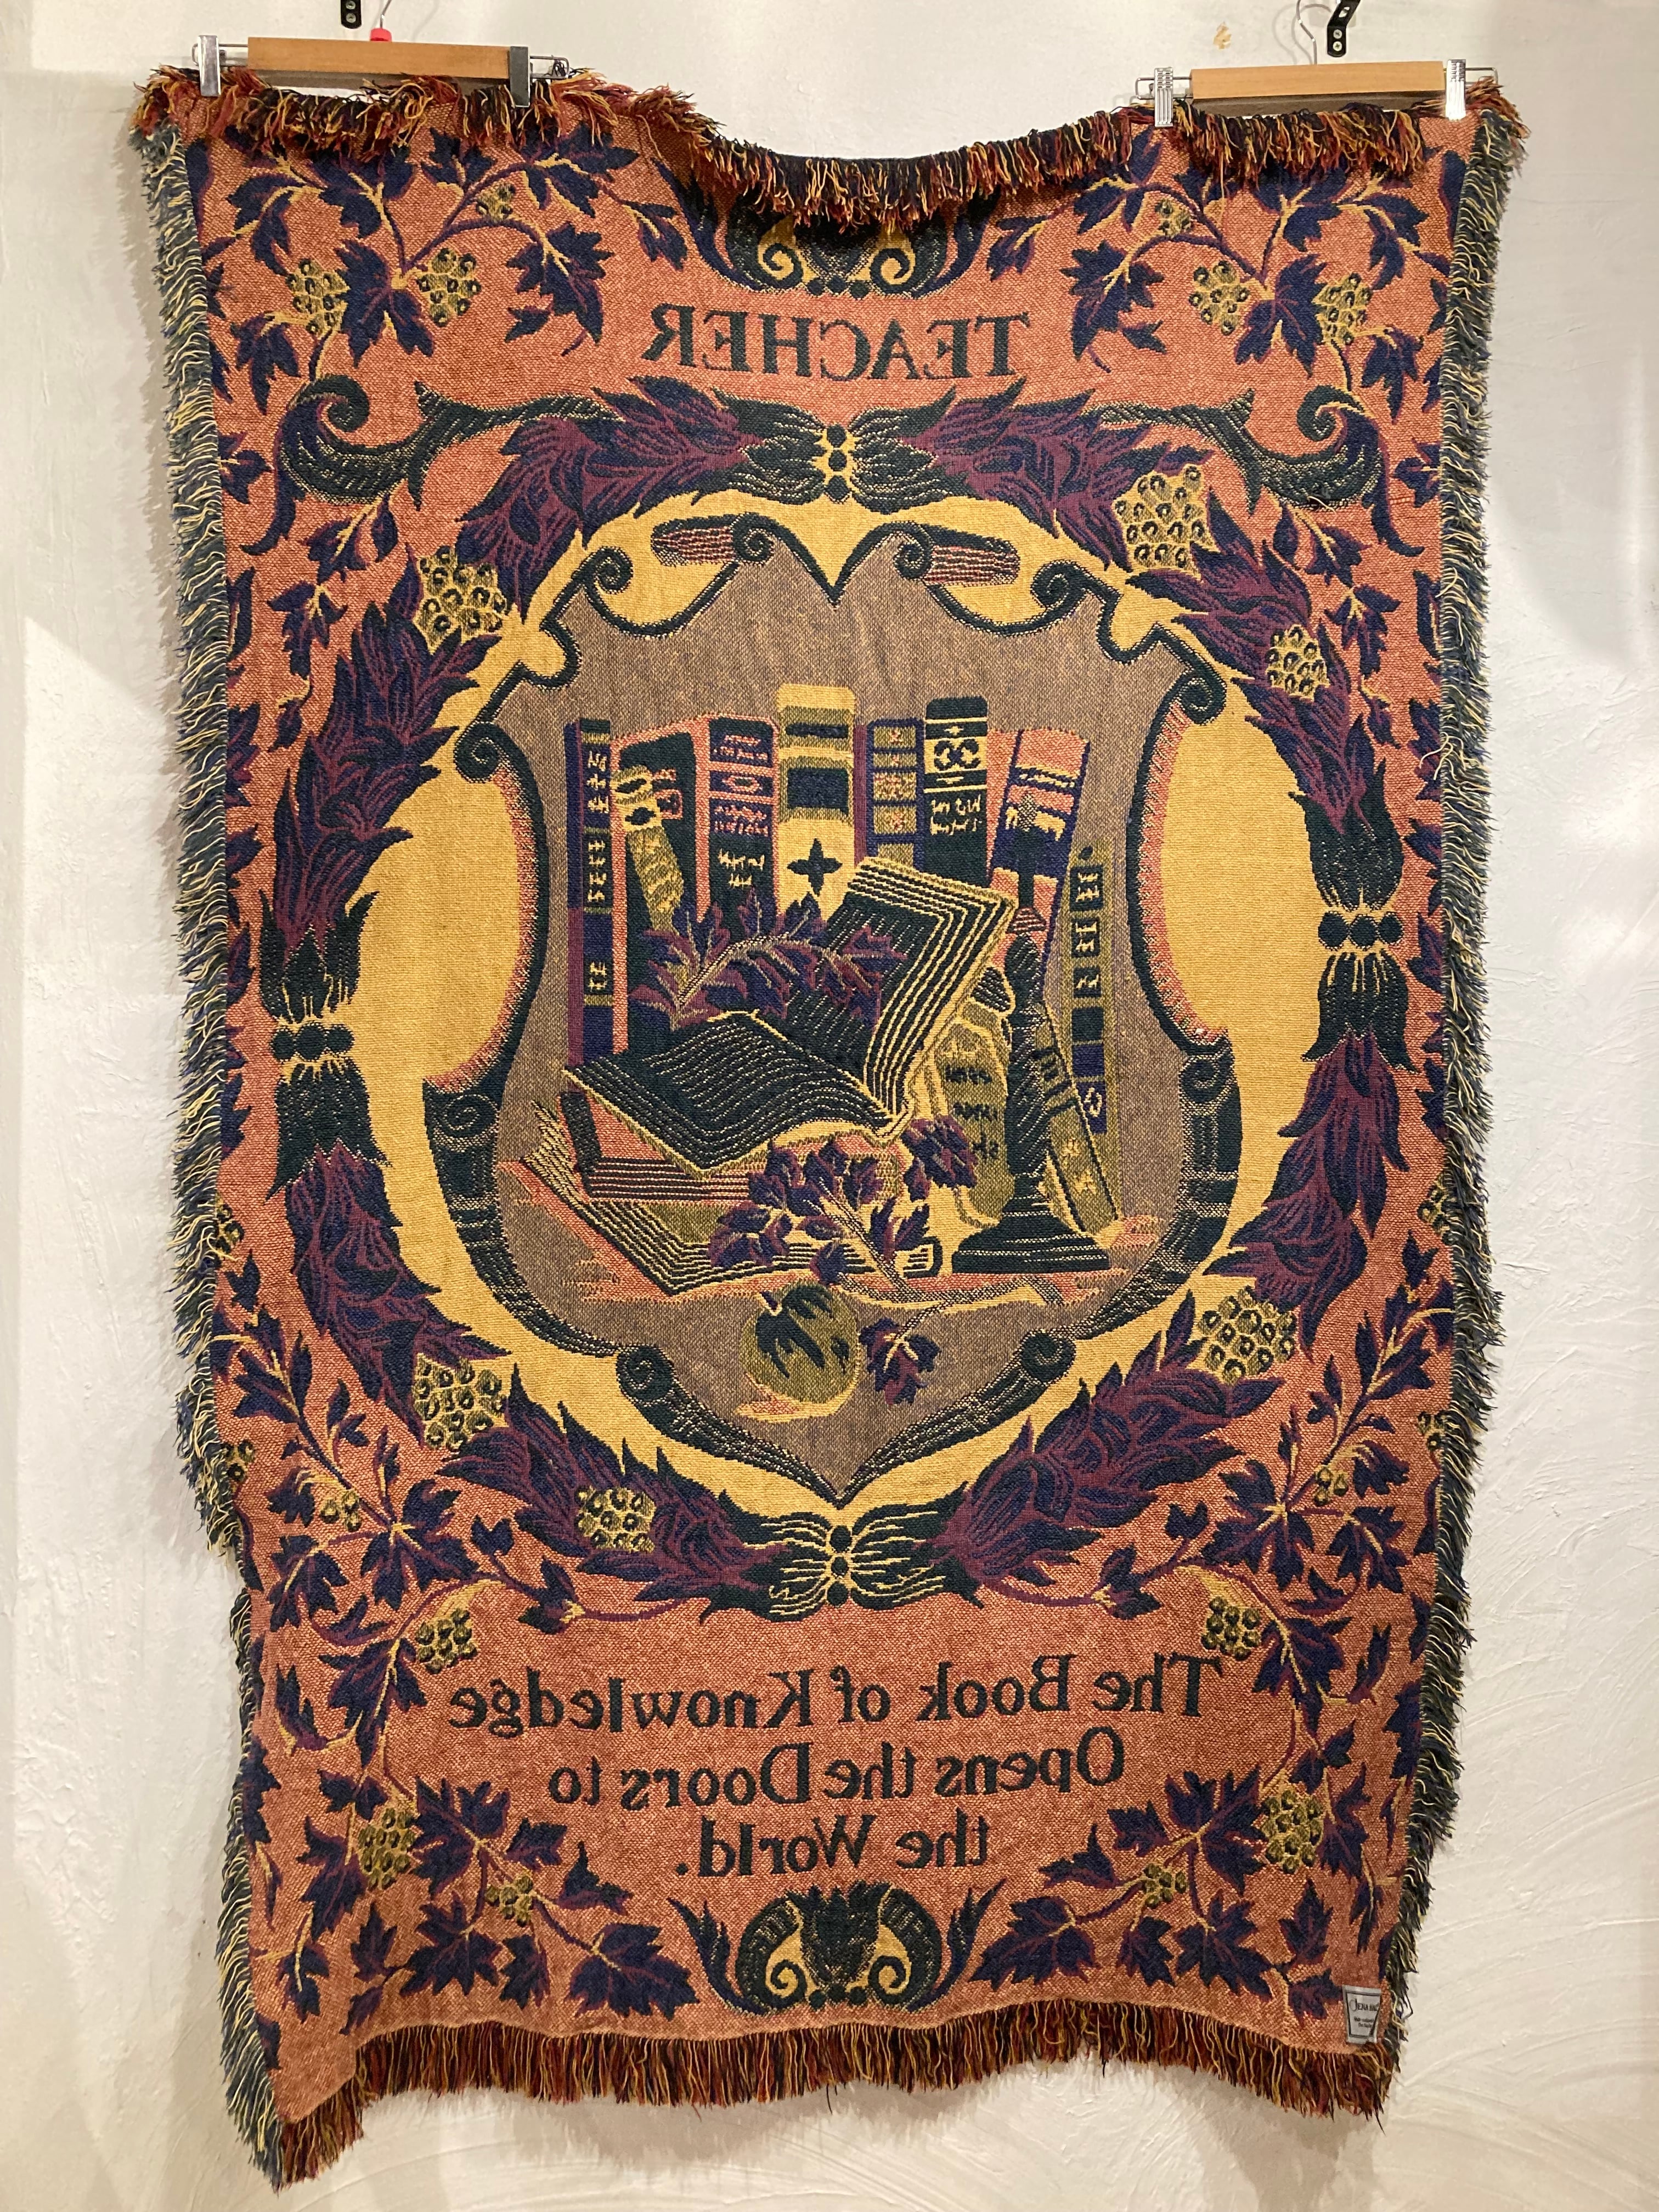 TEACHER
The Book of Knowledge
Opens the Doors to
the World.